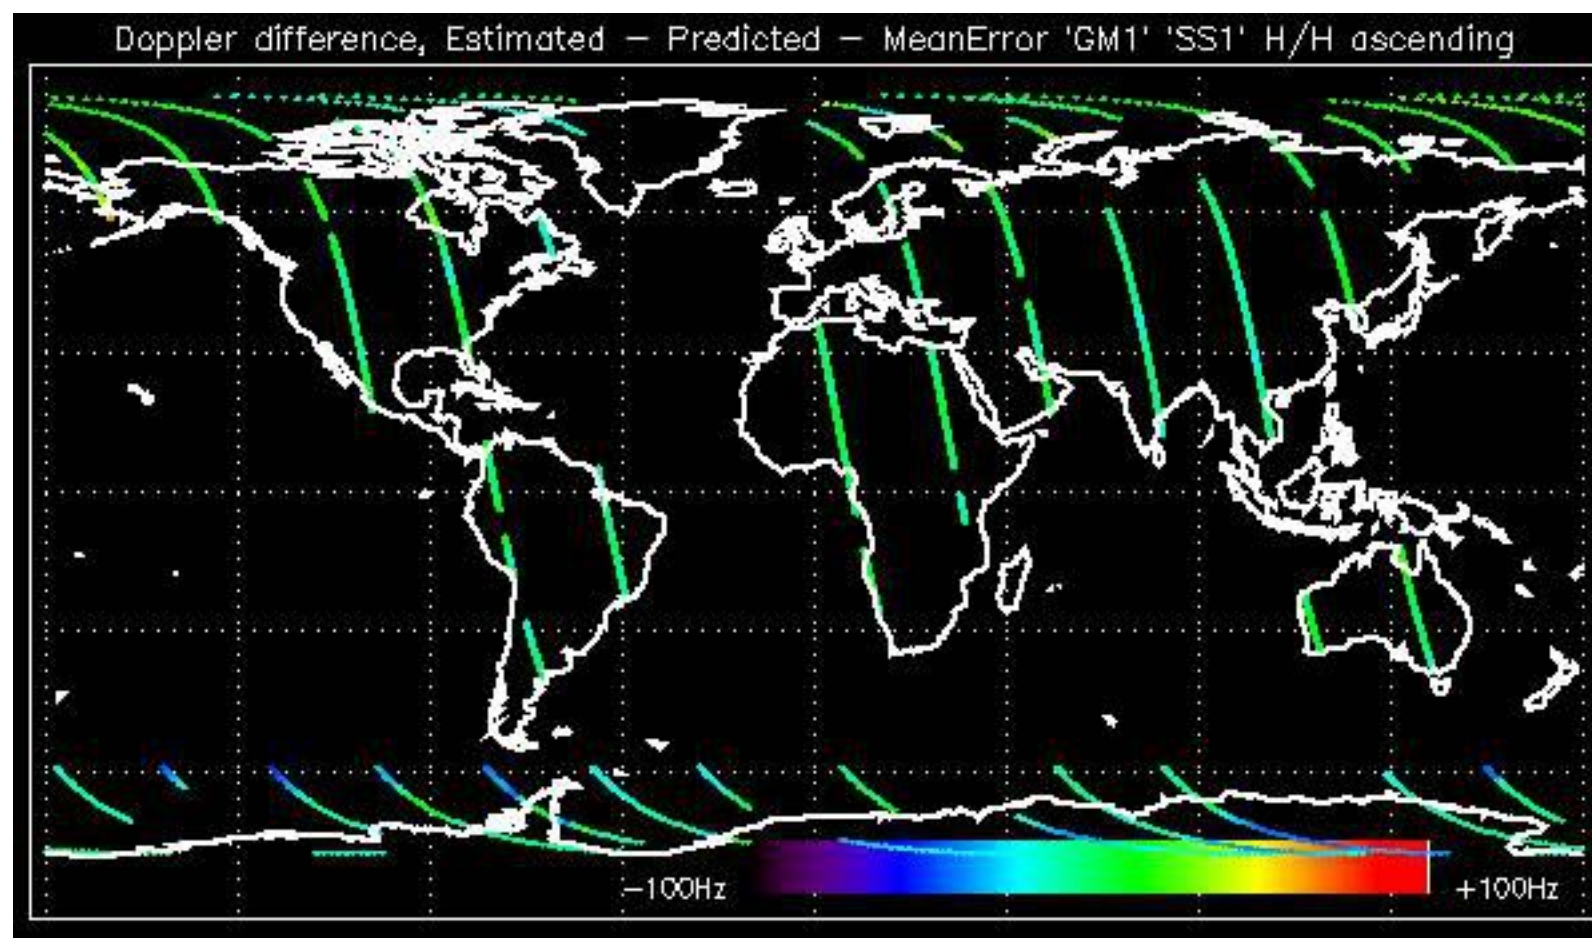 Doppler difference, Estimated – Predicted – MeanError 'GM1' 'SS1' H/H ascending
−100Hz +100Hz